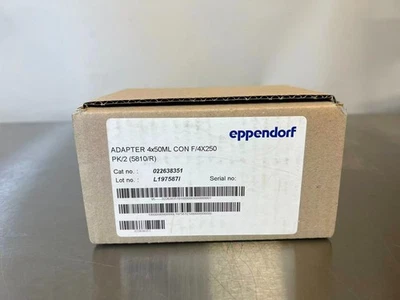 eppendorf
ADAPTER 4x50ML CON F/4X250
PK/2 (5810/R)
Cat no : 022638351
Lot no : L197587I Serial no: